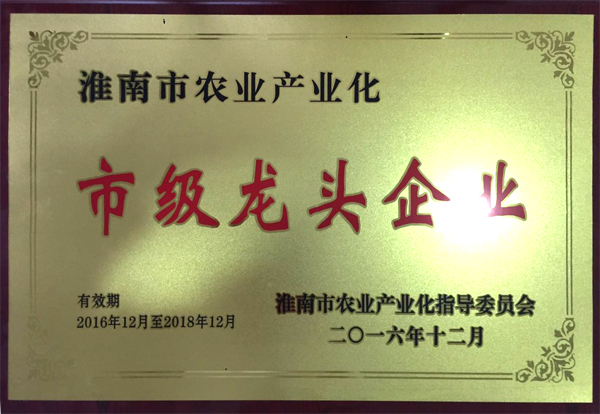 淮南市农业产业化
市级龙头企业
有效期
2016年12月至2018年12月
淮南市农业产业化指导委员会
二〇一六年十二月